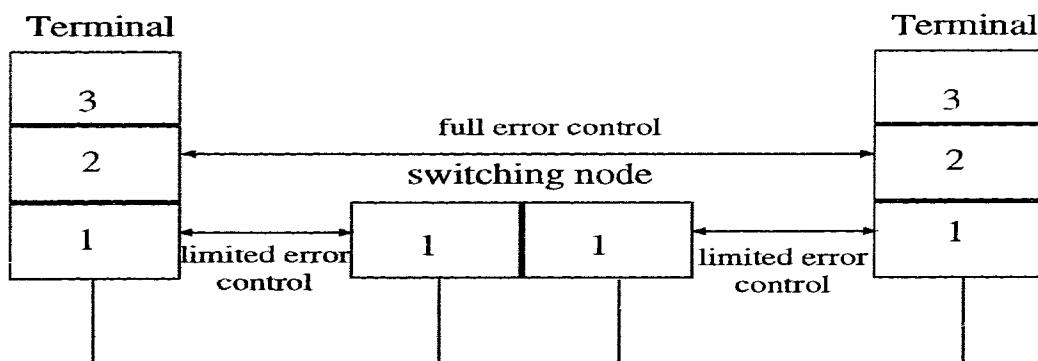 Terminal
Terminal
3
3
full error control
2
2
switching node
1
1
1
1
limited error
control
limited error
control